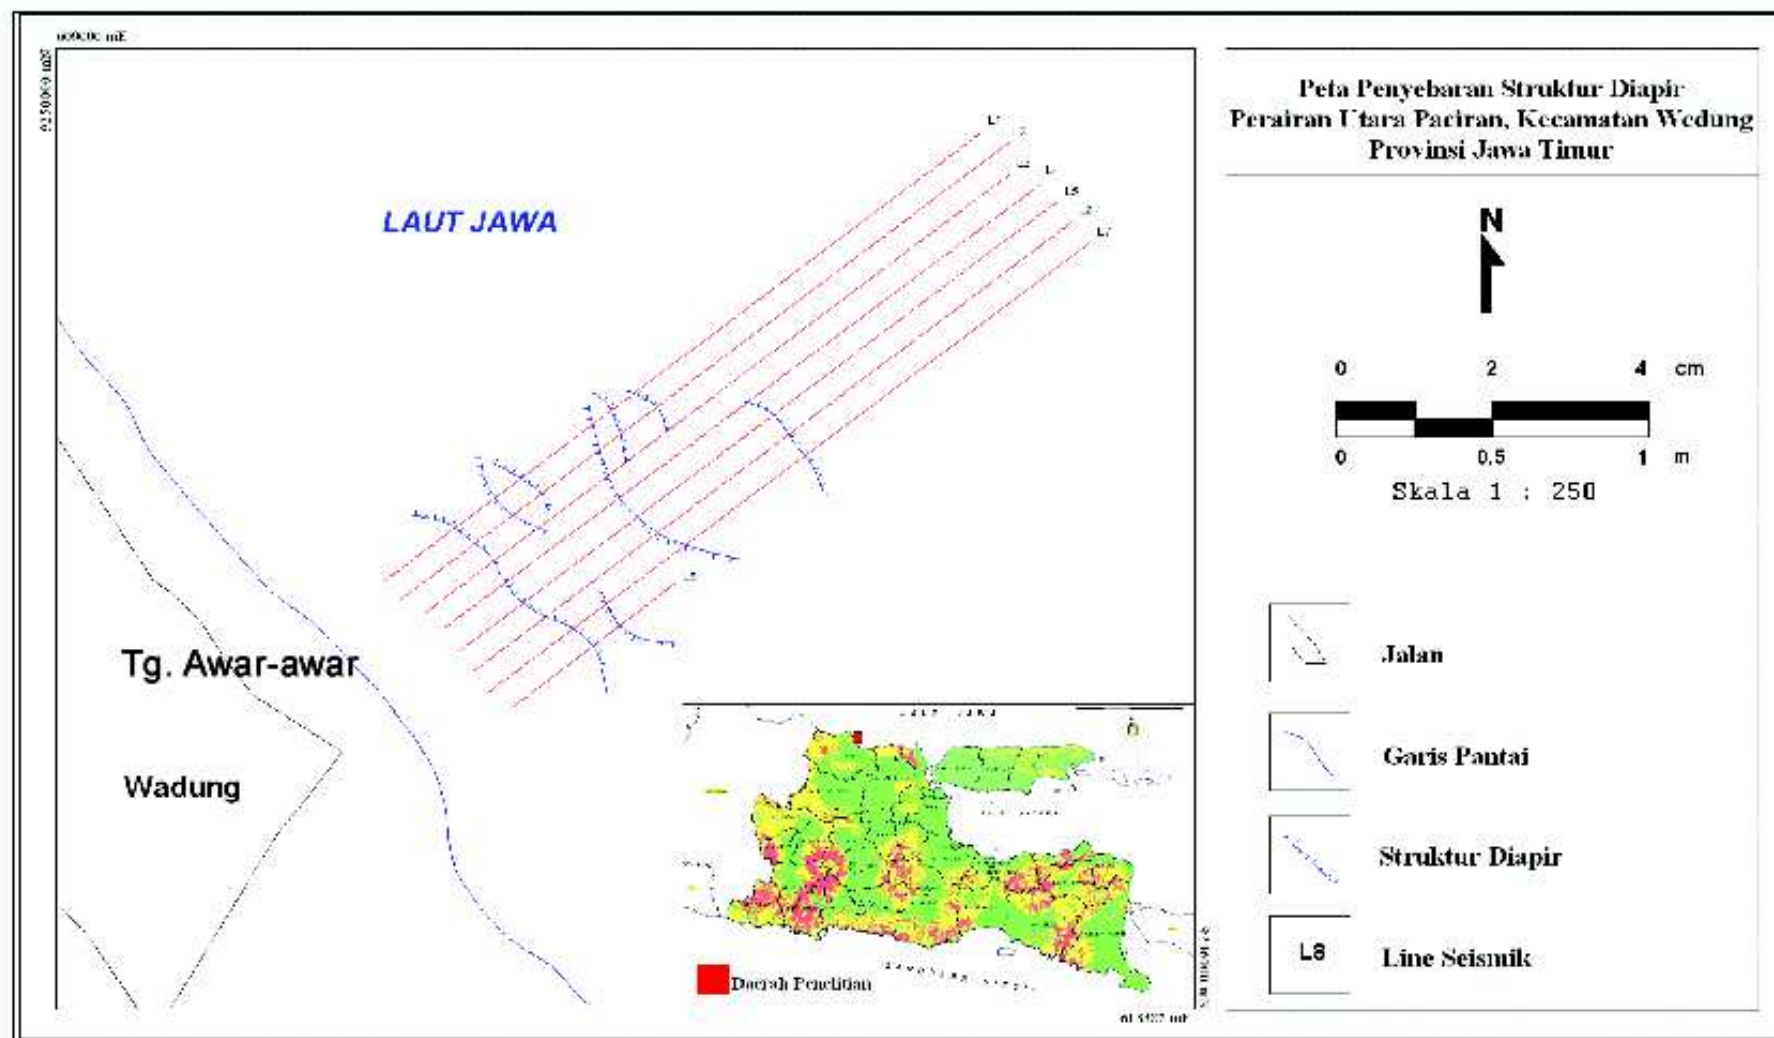 LAUT JAWA
L5
L7
Tg. Awar-awar
Wadung
Daerah Penelitian
Peta Penyebaran Struktur Diapir
Perairan Utara Paciran, Kecamatan Wedung
Provinsi Jawa Timur
N
0 2 4 cm
0 0,5 1 m
Skala 1 : 250
Jalan
Garis Pantai
Struktur Diapir
L8 Line Seismik